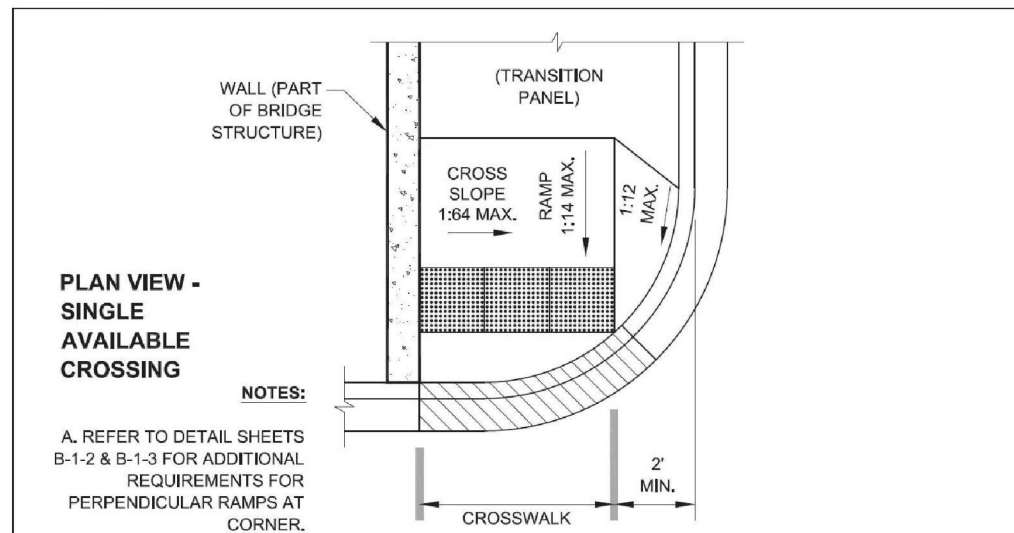 (TRANSITION
PANEL)
WALL (PART
OF BRIDGE
STRUCTURE)
CROSS
SLOPE
1:64 MAX.
RAMP
1:14 MAX.
1:12
MAX.
PLAN VIEW -
SINGLE
AVAILABLE
CROSSING
NOTES:
A. REFER TO DETAIL SHEETS
B-1-2 & B-1-3 FOR ADDITIONAL
REQUIREMENTS FOR
PERPENDICULAR RAMPS AT
CORNER.
2'
MIN.
CROSSWALK